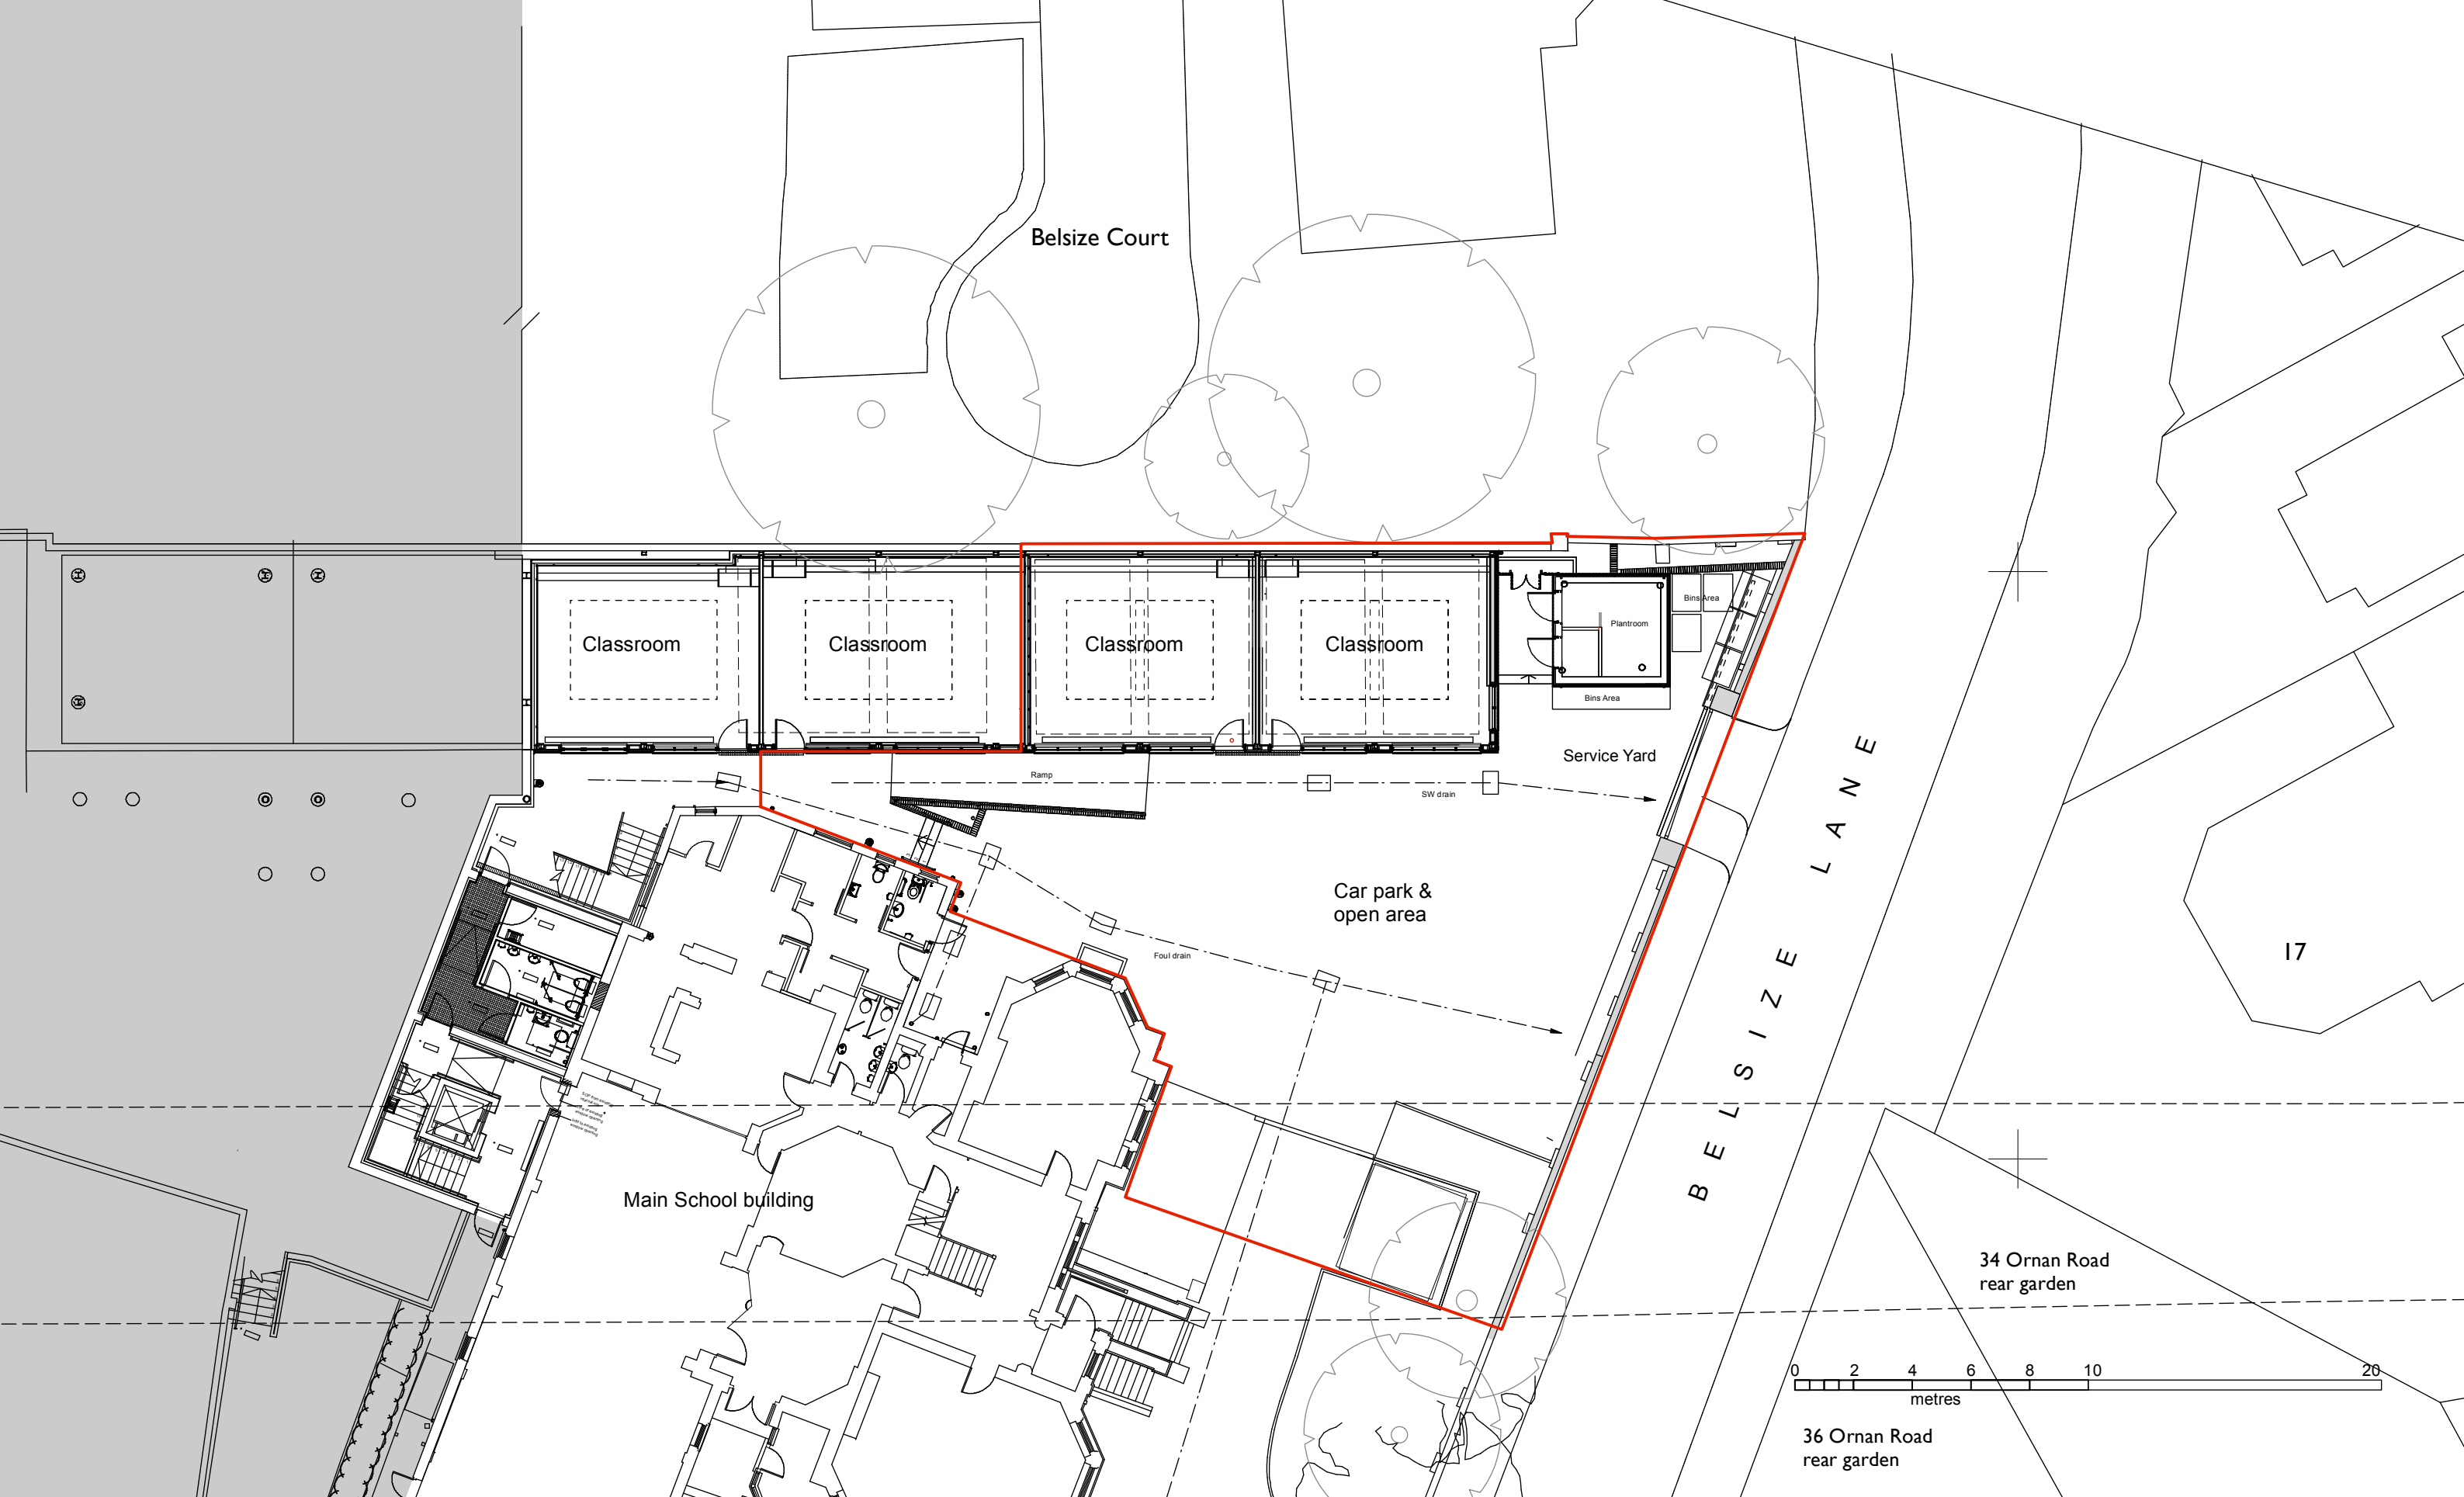 Belsize Court
Classroom
Classroom
Classroom
Classroom
Bins Area
Plantroom
Bins Area
Service Yard
Ramp
SW drain
Car park &
open area
Foul drain
BELSIZE LANE
17
Main School building
34 Ornan Road
rear garden
0 2 4 6 8 10 20
metres
36 Ornan Road
rear garden